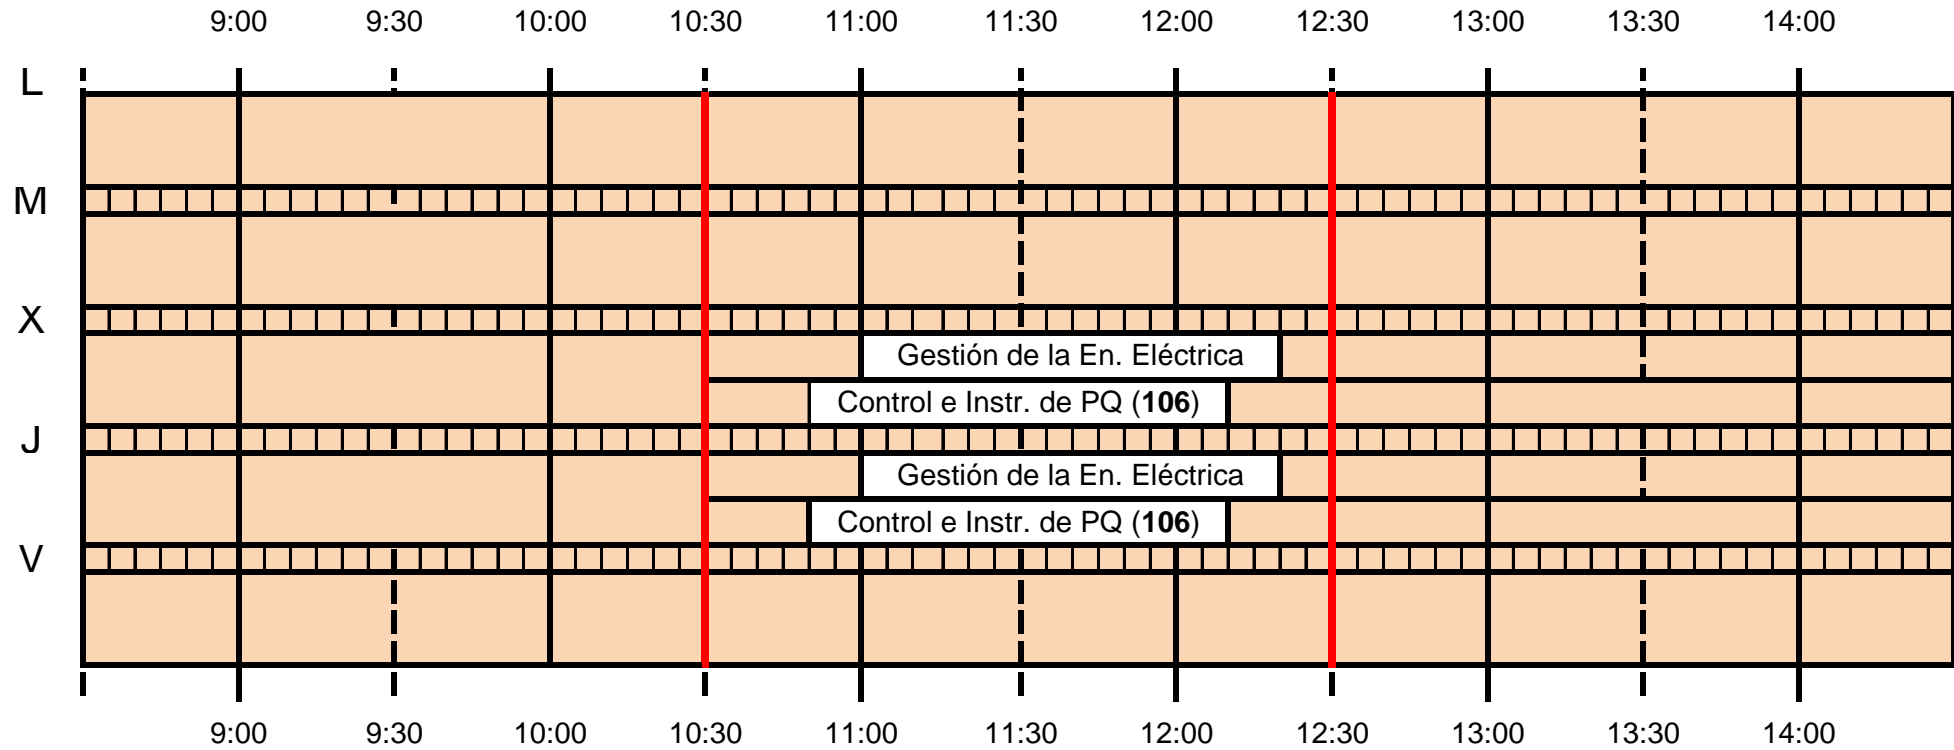 9:00 9:30 10:00 10:30 11:00 11:30 12:00 12:30 13:00 13:30 14:00
L
M
X
Gestión de la En. Eléctrica
Control e Instr. de PQ (106)
J
Gestión de la En. Eléctrica
Control e Instr. de PQ (106)
V
9:00 9:30 10:00 10:30 11:00 11:30 12:00 12:30 13:00 13:30 14:00